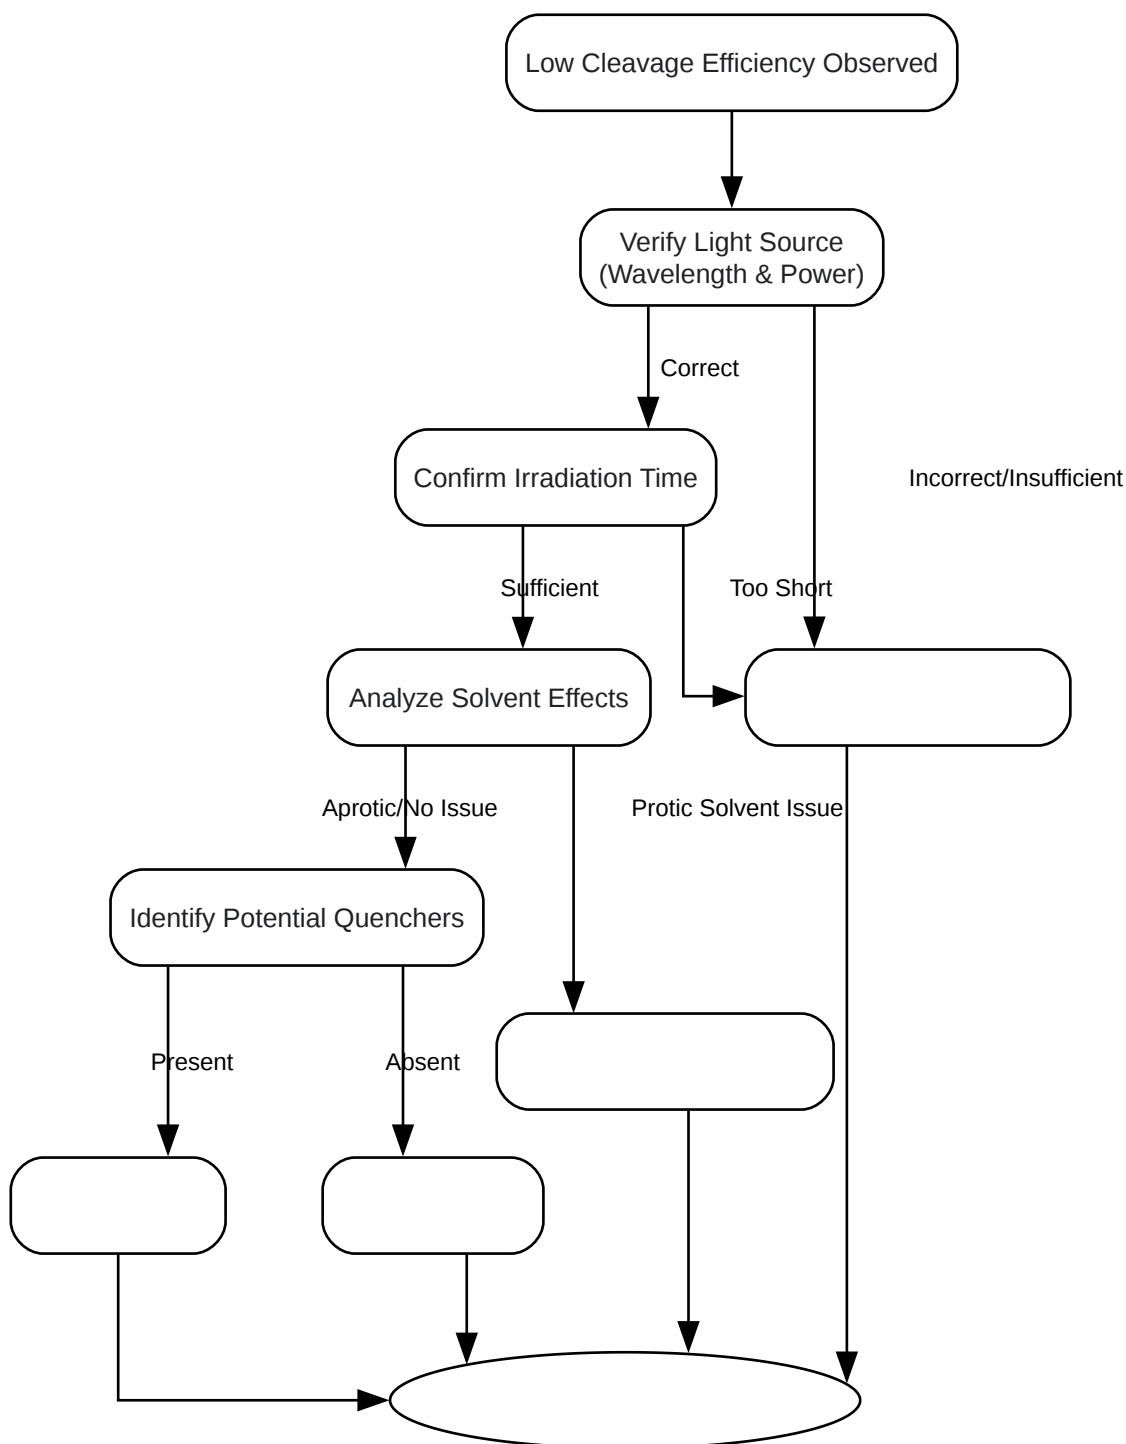 Low Cleavage Efficiency Observed
Verify Light Source
(Wavelength & Power)
Correct
Confirm Irradiation Time
Incorrect/Insufficient
Sufficient
Too Short
Analyze Solvent Effects
Aprotic/No Issue
Protic Solvent Issue
Identify Potential Quenchers
Present
Absent